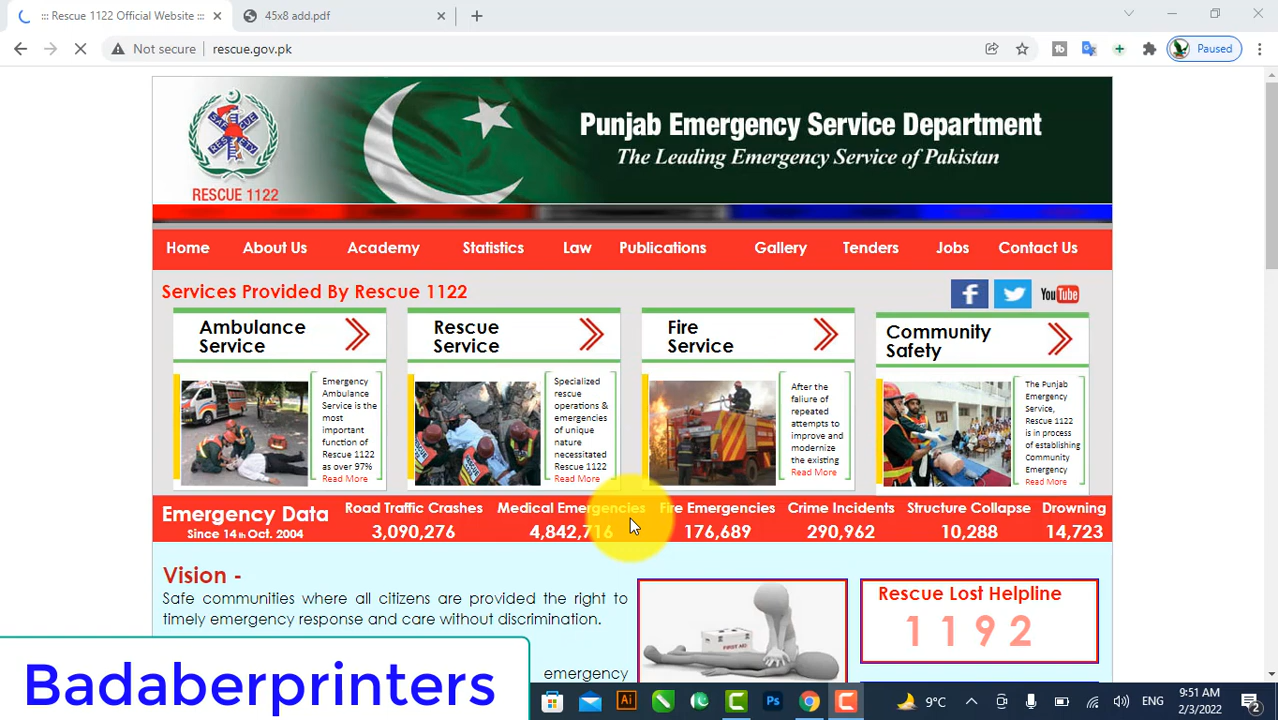 ::: Rescue 1122 Official Website :::
45x8 add.pdf
Not secure
rescue.gov.pk
Paused
RESCUE 1122
Punjab Emergency Service Department
The Leading Emergency Service of Pakistan
Home
About Us
Academy
Statistics
Law
Publications
Gallery
Tenders
Jobs
Contact Us
Services Provided By Rescue 1122
You Tube
Ambulance
Service
Emergency
Ambulance
Service is the
most
important
function of
Rescue 1122
as over 97%
Read More
Rescue
Service
Specialized
rescue
operations &
emergencies
of unique
nature
necessitated
Rescue 1122
Read More
Fire
Service
After the
failure of
repeated
attempts to
improve and
modernize
the existing
Read More
Community
Safety
The Punjab
Emergency
Service,
Rescue 1122
is in process
of establishing
Community
Emergency
Read More
Emergency Data
Since 14th Oct. 2004
Road Traffic Crashes
3,090,276
Medical Emergencies
4,842,716
Fire Emergencies
176,689
Crime Incidents
290,962
Structure Collapse
10,288
Drowning
14,723
Vision -
Safe communities where all citizens are provided the right to
timely emergency response and care without discrimination.
emergency
FIRST AID
Rescue Lost Helpline
1192
Badaberprinters
Ai
Ps
9°C
ENG
9:51 AM
2/3/2022
2